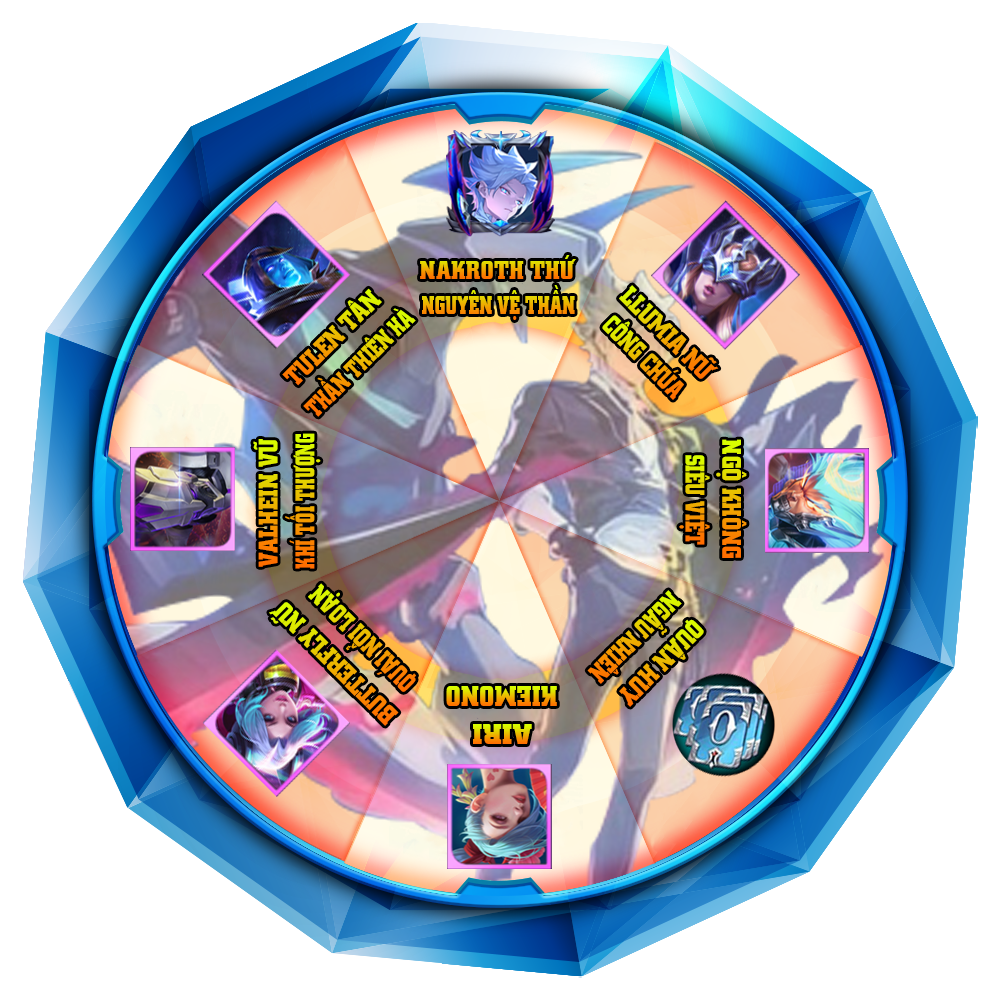 NAKROTH THỨ
NGUYÊN VỆ THẦN
LLUMIA NỮ
CÔNG CHÚA
NGỘ KHÔNG
SIÊU VIỆT
QUÂN HUY
NGẪU NHIÊN
AIRI
KIEMONO
BUTTERFLY NỮ
QUÁI NỔI LOẠN
VALHEIN VŨ
KHÍ TỐI THƯỢNG
TULEN TÂN
THẦN THIÊN HÀ